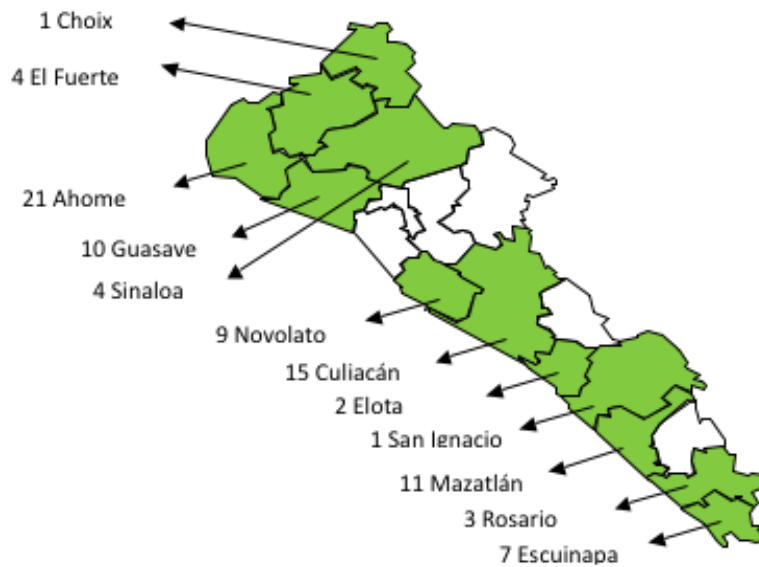 1 Choix
4 El Fuerte
21 Ahome
10 Guasave
4 Sinaloa
9 Novolato
15 Culiacán
2 Elota
1 San Ignacio
11 Mazatlán
3 Rosario
7 Escuinapa